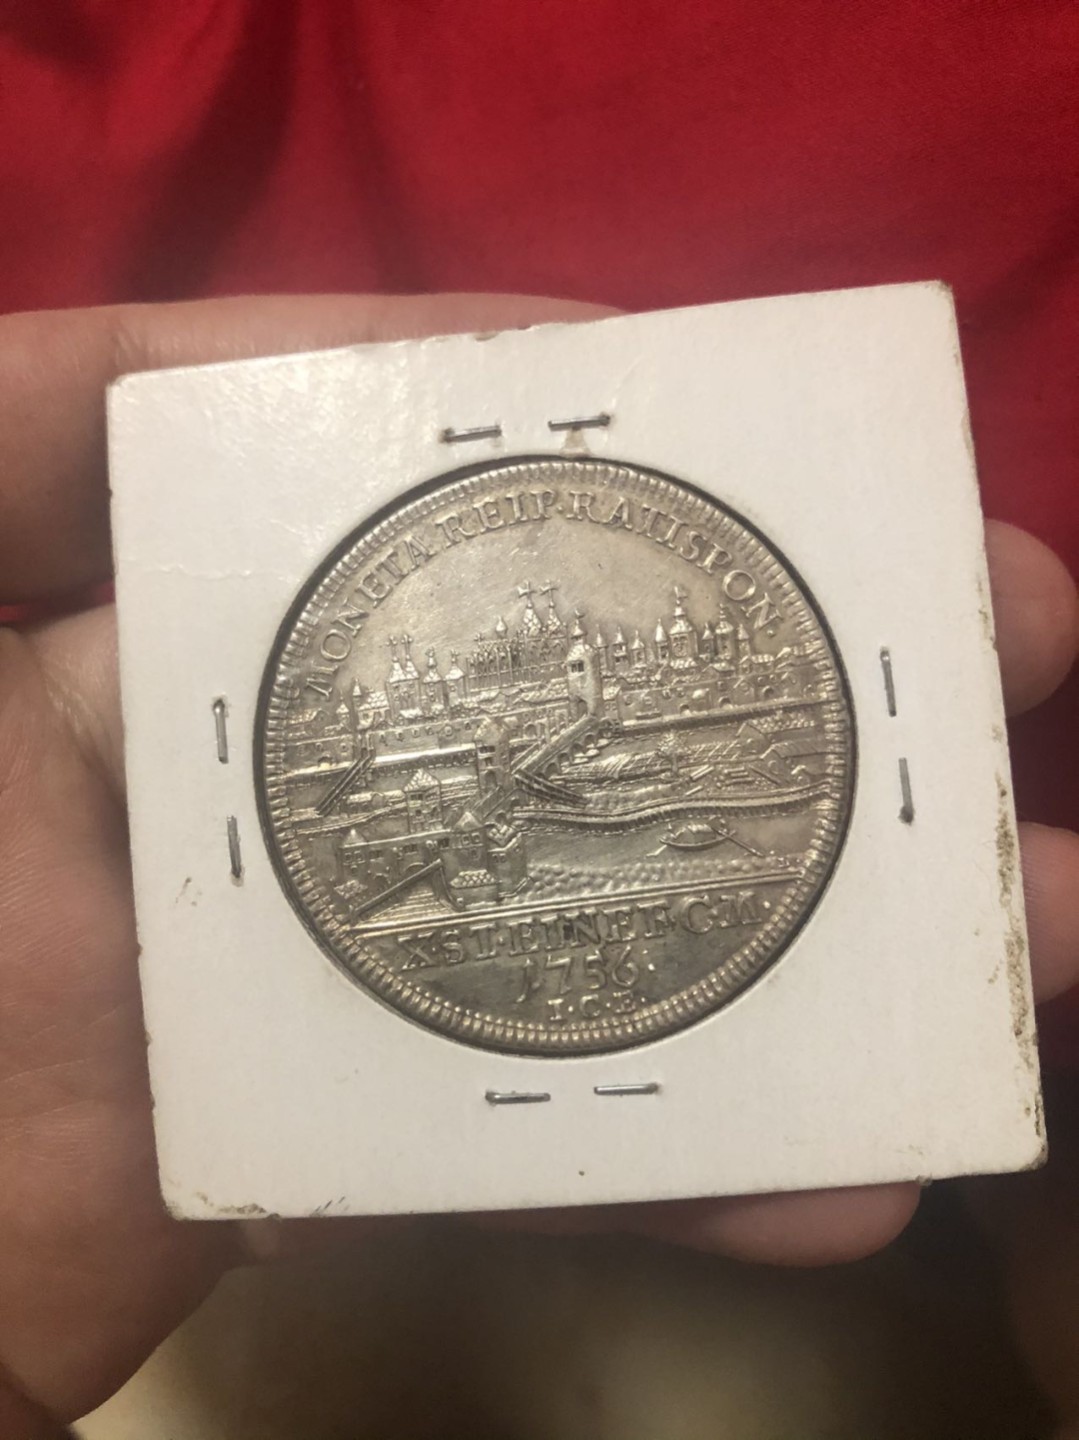 MONETA REIP·RATISPON·
X·ST·EINE F·C·M·
1756·
I·C·B·